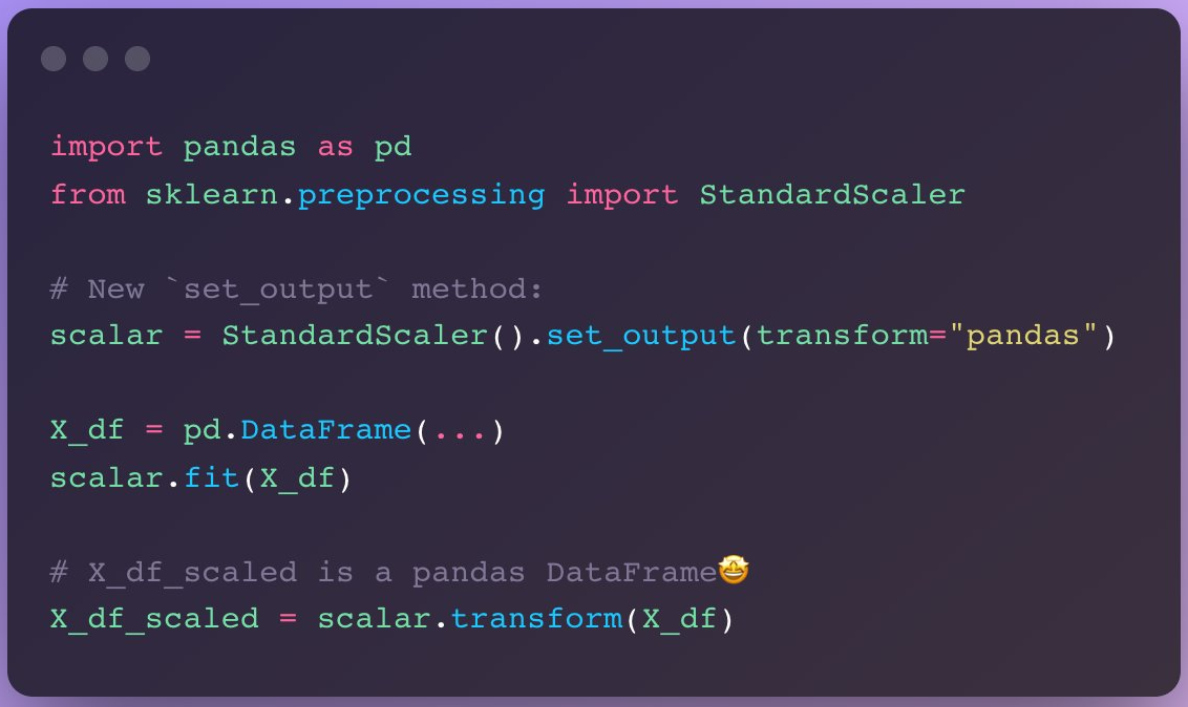 import pandas as pd
from sklearn.preprocessing import StandardScaler
# New `set_output` method:
scalar = StandardScaler().set_output(transform="pandas")
X_df = pd.DataFrame(...)
scalar.fit(X_df)
# X_df_scaled is a pandas DataFrame🤩
X_df_scaled = scalar.transform(X_df)